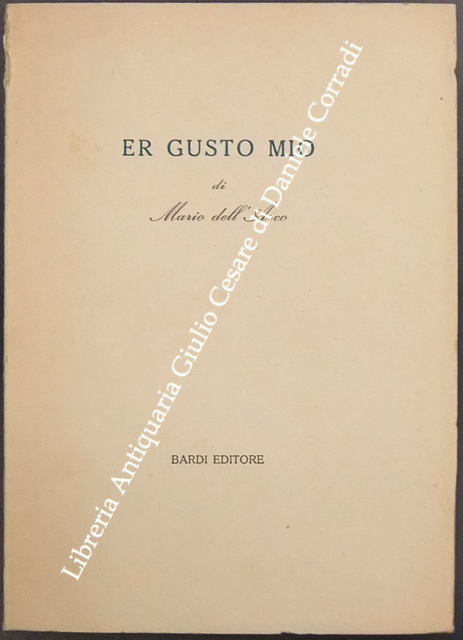 ER GUSTO MIO
di
Mario dell'Arco
BARDI EDITORE
Libreria Antiquaria Giulio Cesare di Daniele Corradi